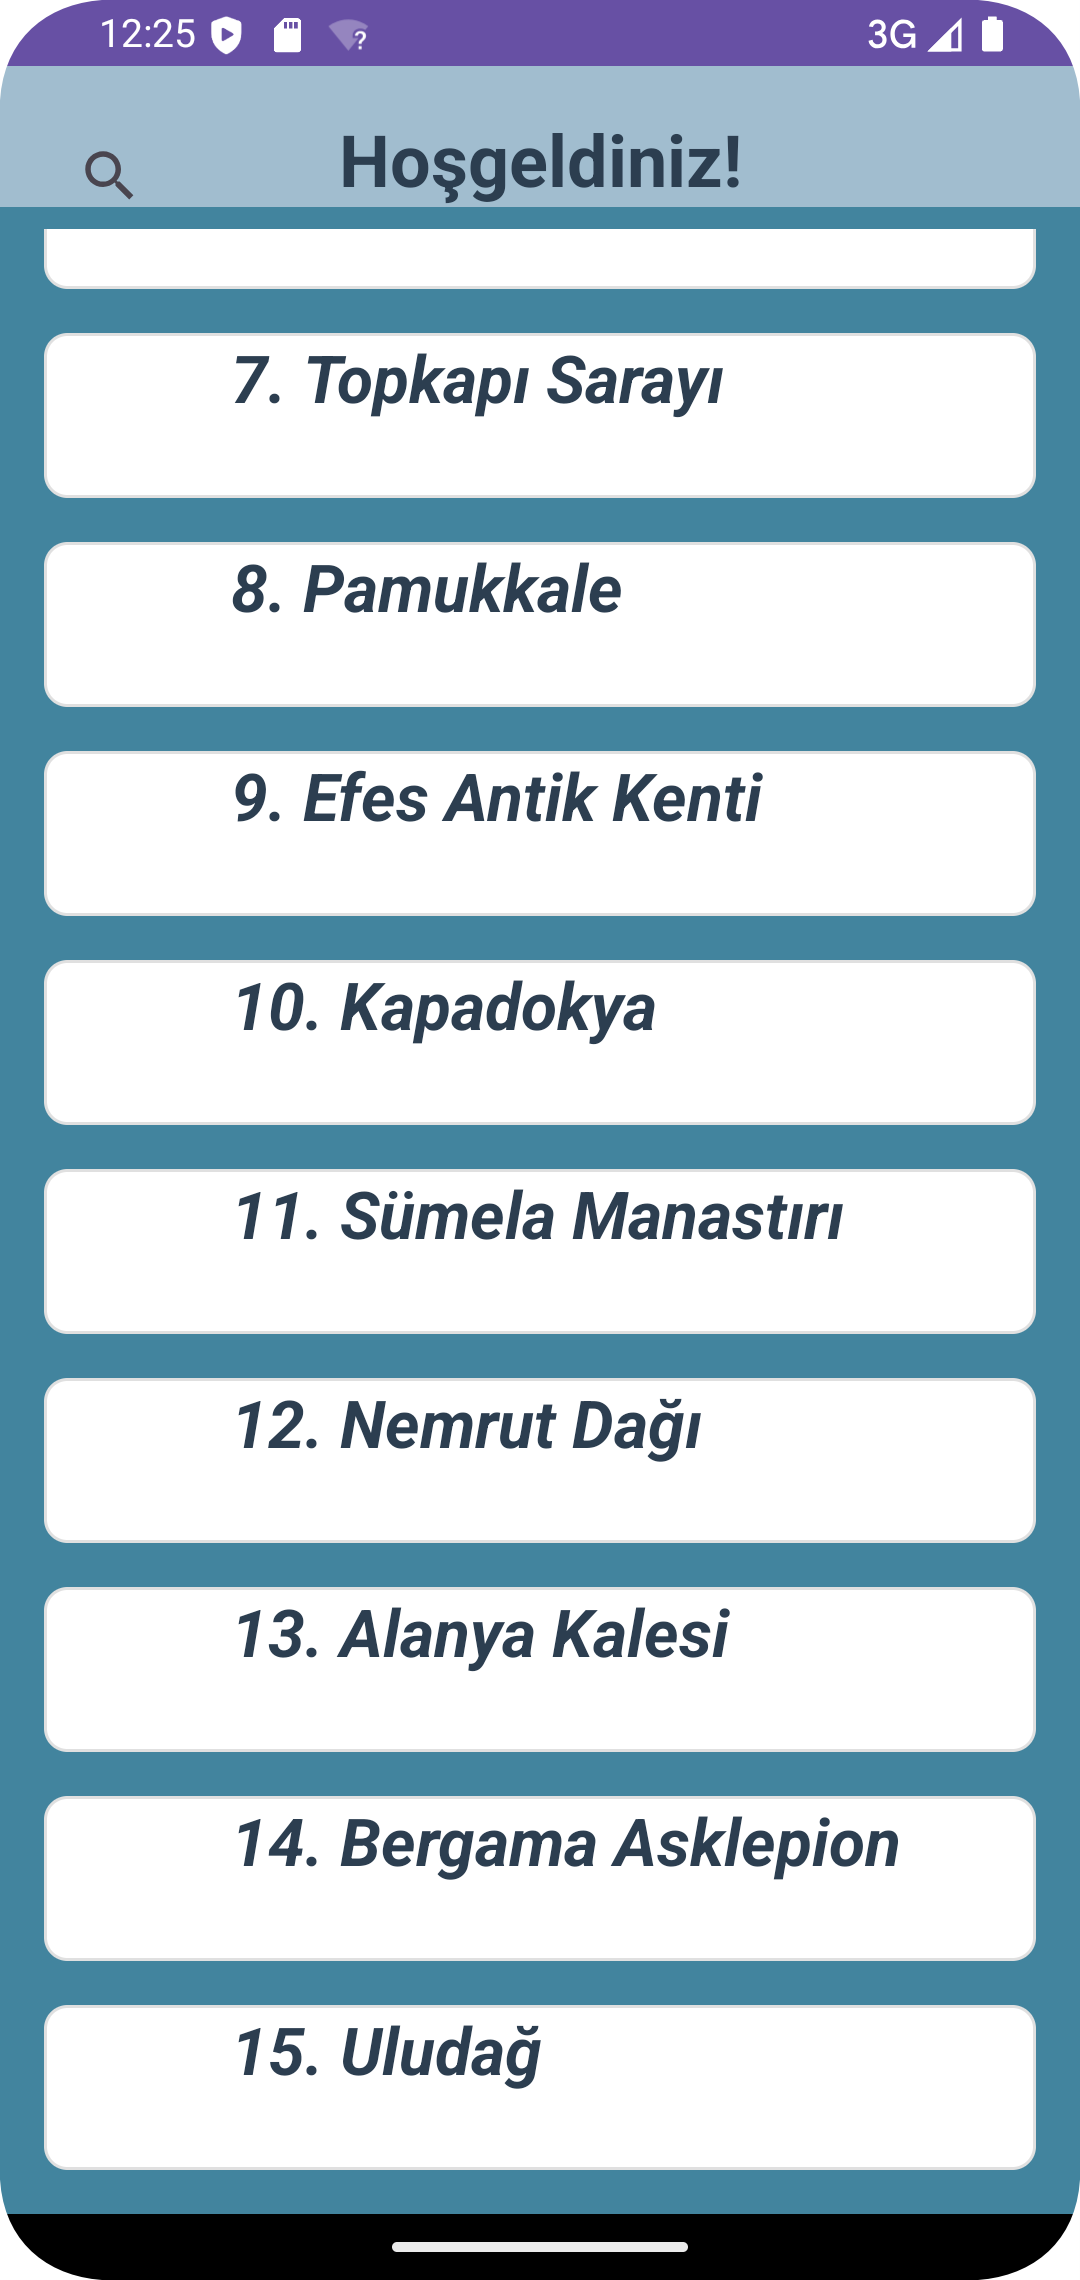 12:25
3G
Hoşgeldiniz!
7. Topkapı Sarayı
8. Pamukkale
9. Efes Antik Kenti
10. Kapadokya
11. Sümela Manastırı
12. Nemrut Dağı
13. Alanya Kalesi
14. Bergama Asklepion
15. Uludağ